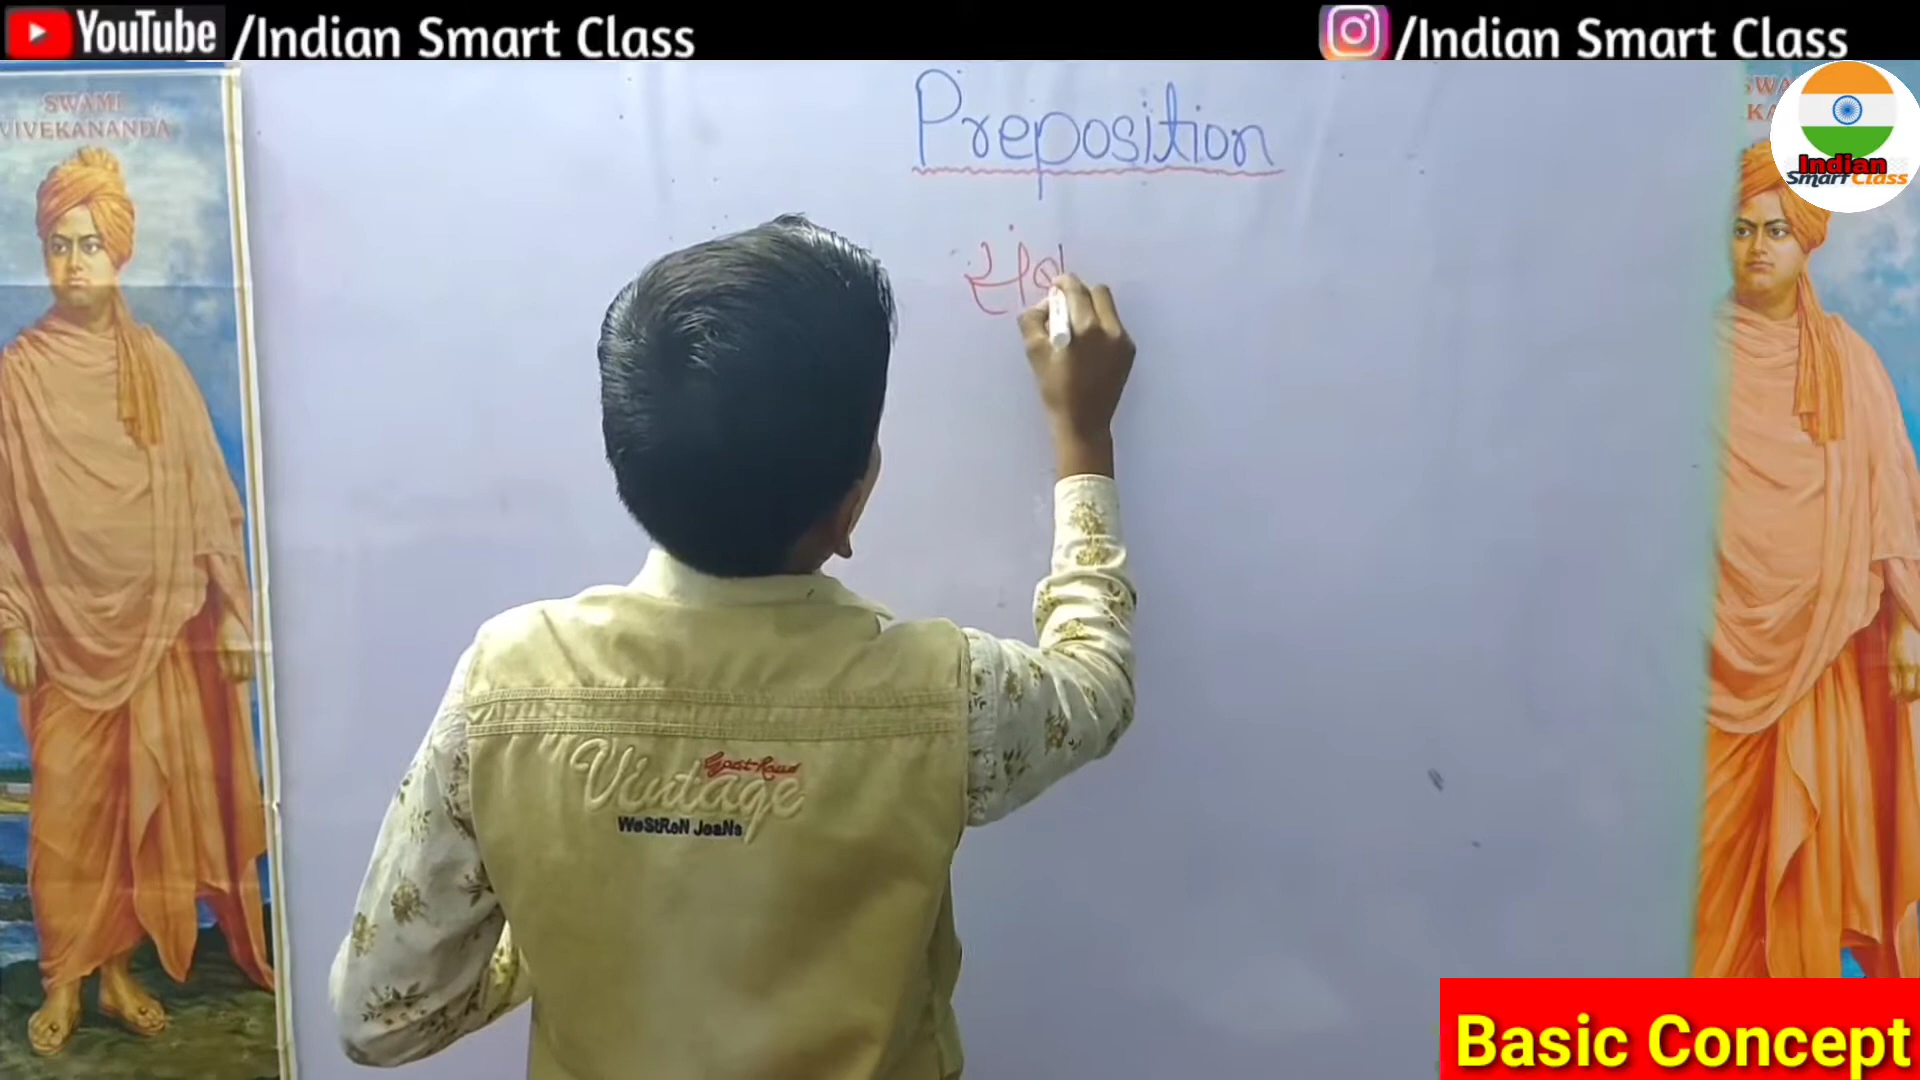 YouTube /Indian Smart Class
/Indian Smart Class
SWAMI
VIVEKANANDA
Preposition
Indian
Smart Class
Vintage
WeStReN JeaNs
Basic Concept